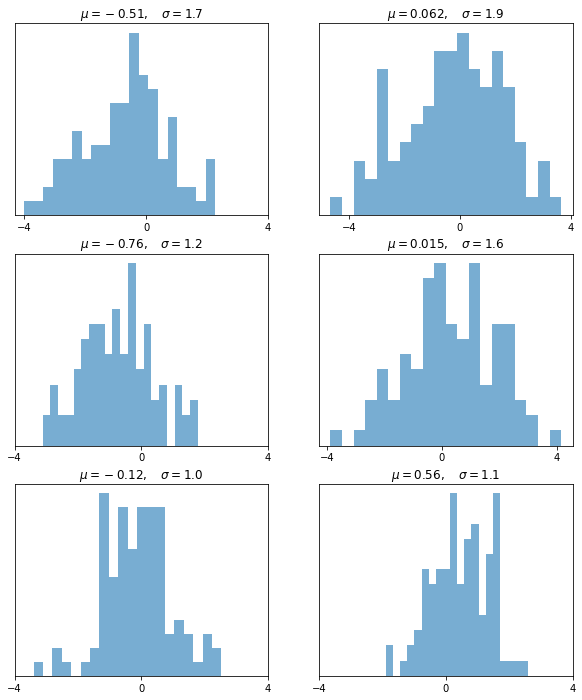 μ = −0.51, σ = 1.7
μ = 0.062, σ = 1.9
−4 0 4
−4 0 4
μ = −0.76, σ = 1.2
μ = 0.015, σ = 1.6
−4 0 4
−4 0 4
μ = −0.12, σ = 1.0
μ = 0.56, σ = 1.1
−4 0 4
−4 0 4